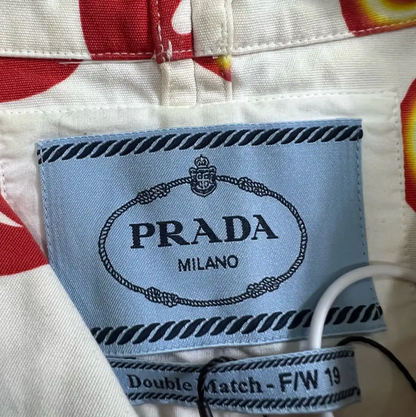 PRADA
MILANO
Double Match - F/W 19